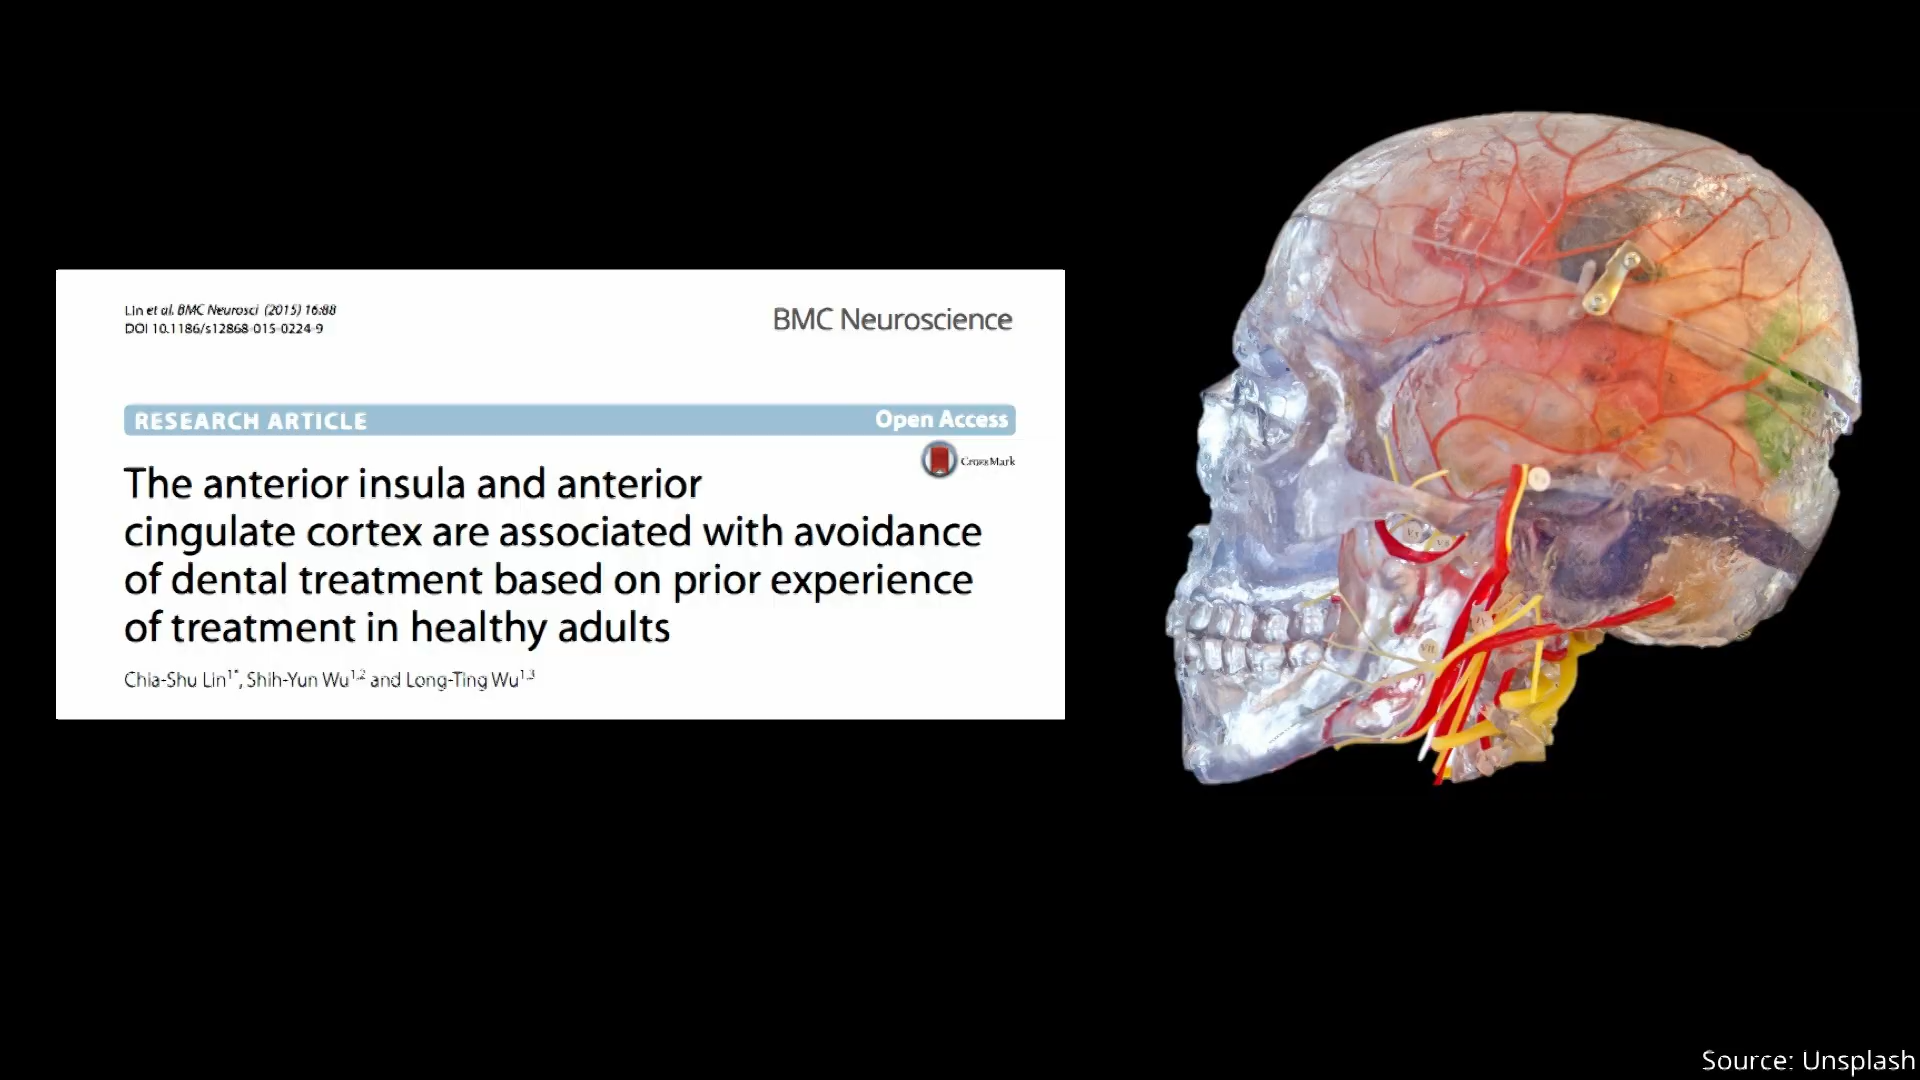 Lin et al. BMC Neurosci (2015) 16:88
DOI 10.1186/s12868-015-0224-9
BMC Neuroscience
RESEARCH ARTICLE
Open Access
CrossMark
The anterior insula and anterior
cingulate cortex are associated with avoidance
of dental treatment based on prior experience
of treatment in healthy adults
Chia-Shu Lin1*, Shih-Yun Wu1,2 and Long-Ting Wu1,3
VII
Source: Unsplash